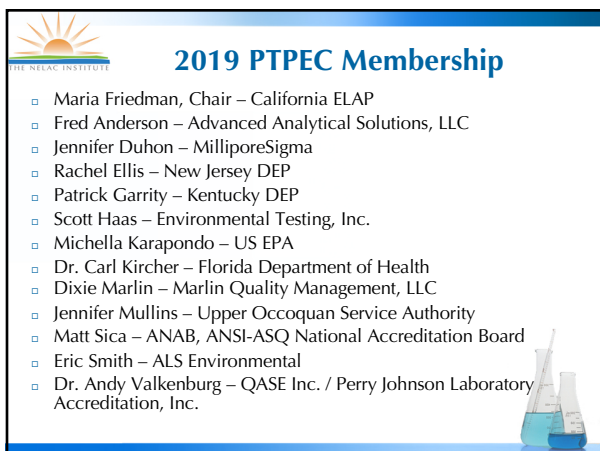 THE NELAC INSTITUTE
2019 PTPEC Membership
Maria Friedman, Chair – California ELAP
Fred Anderson – Advanced Analytical Solutions, LLC
Jennifer Duhon – MilliporeSigma
Rachel Ellis – New Jersey DEP
Patrick Garrity – Kentucky DEP
Scott Haas – Environmental Testing, Inc.
Michella Karapondo – US EPA
Dr. Carl Kircher – Florida Department of Health
Dixie Marlin – Marlin Quality Management, LLC
Jennifer Mullins – Upper Occoquan Service Authority
Matt Sica – ANAB, ANSI-ASQ National Accreditation Board
Eric Smith – ALS Environmental
Dr. Andy Valkenburg – QASE Inc. / Perry Johnson Laboratory
Accreditation, Inc.